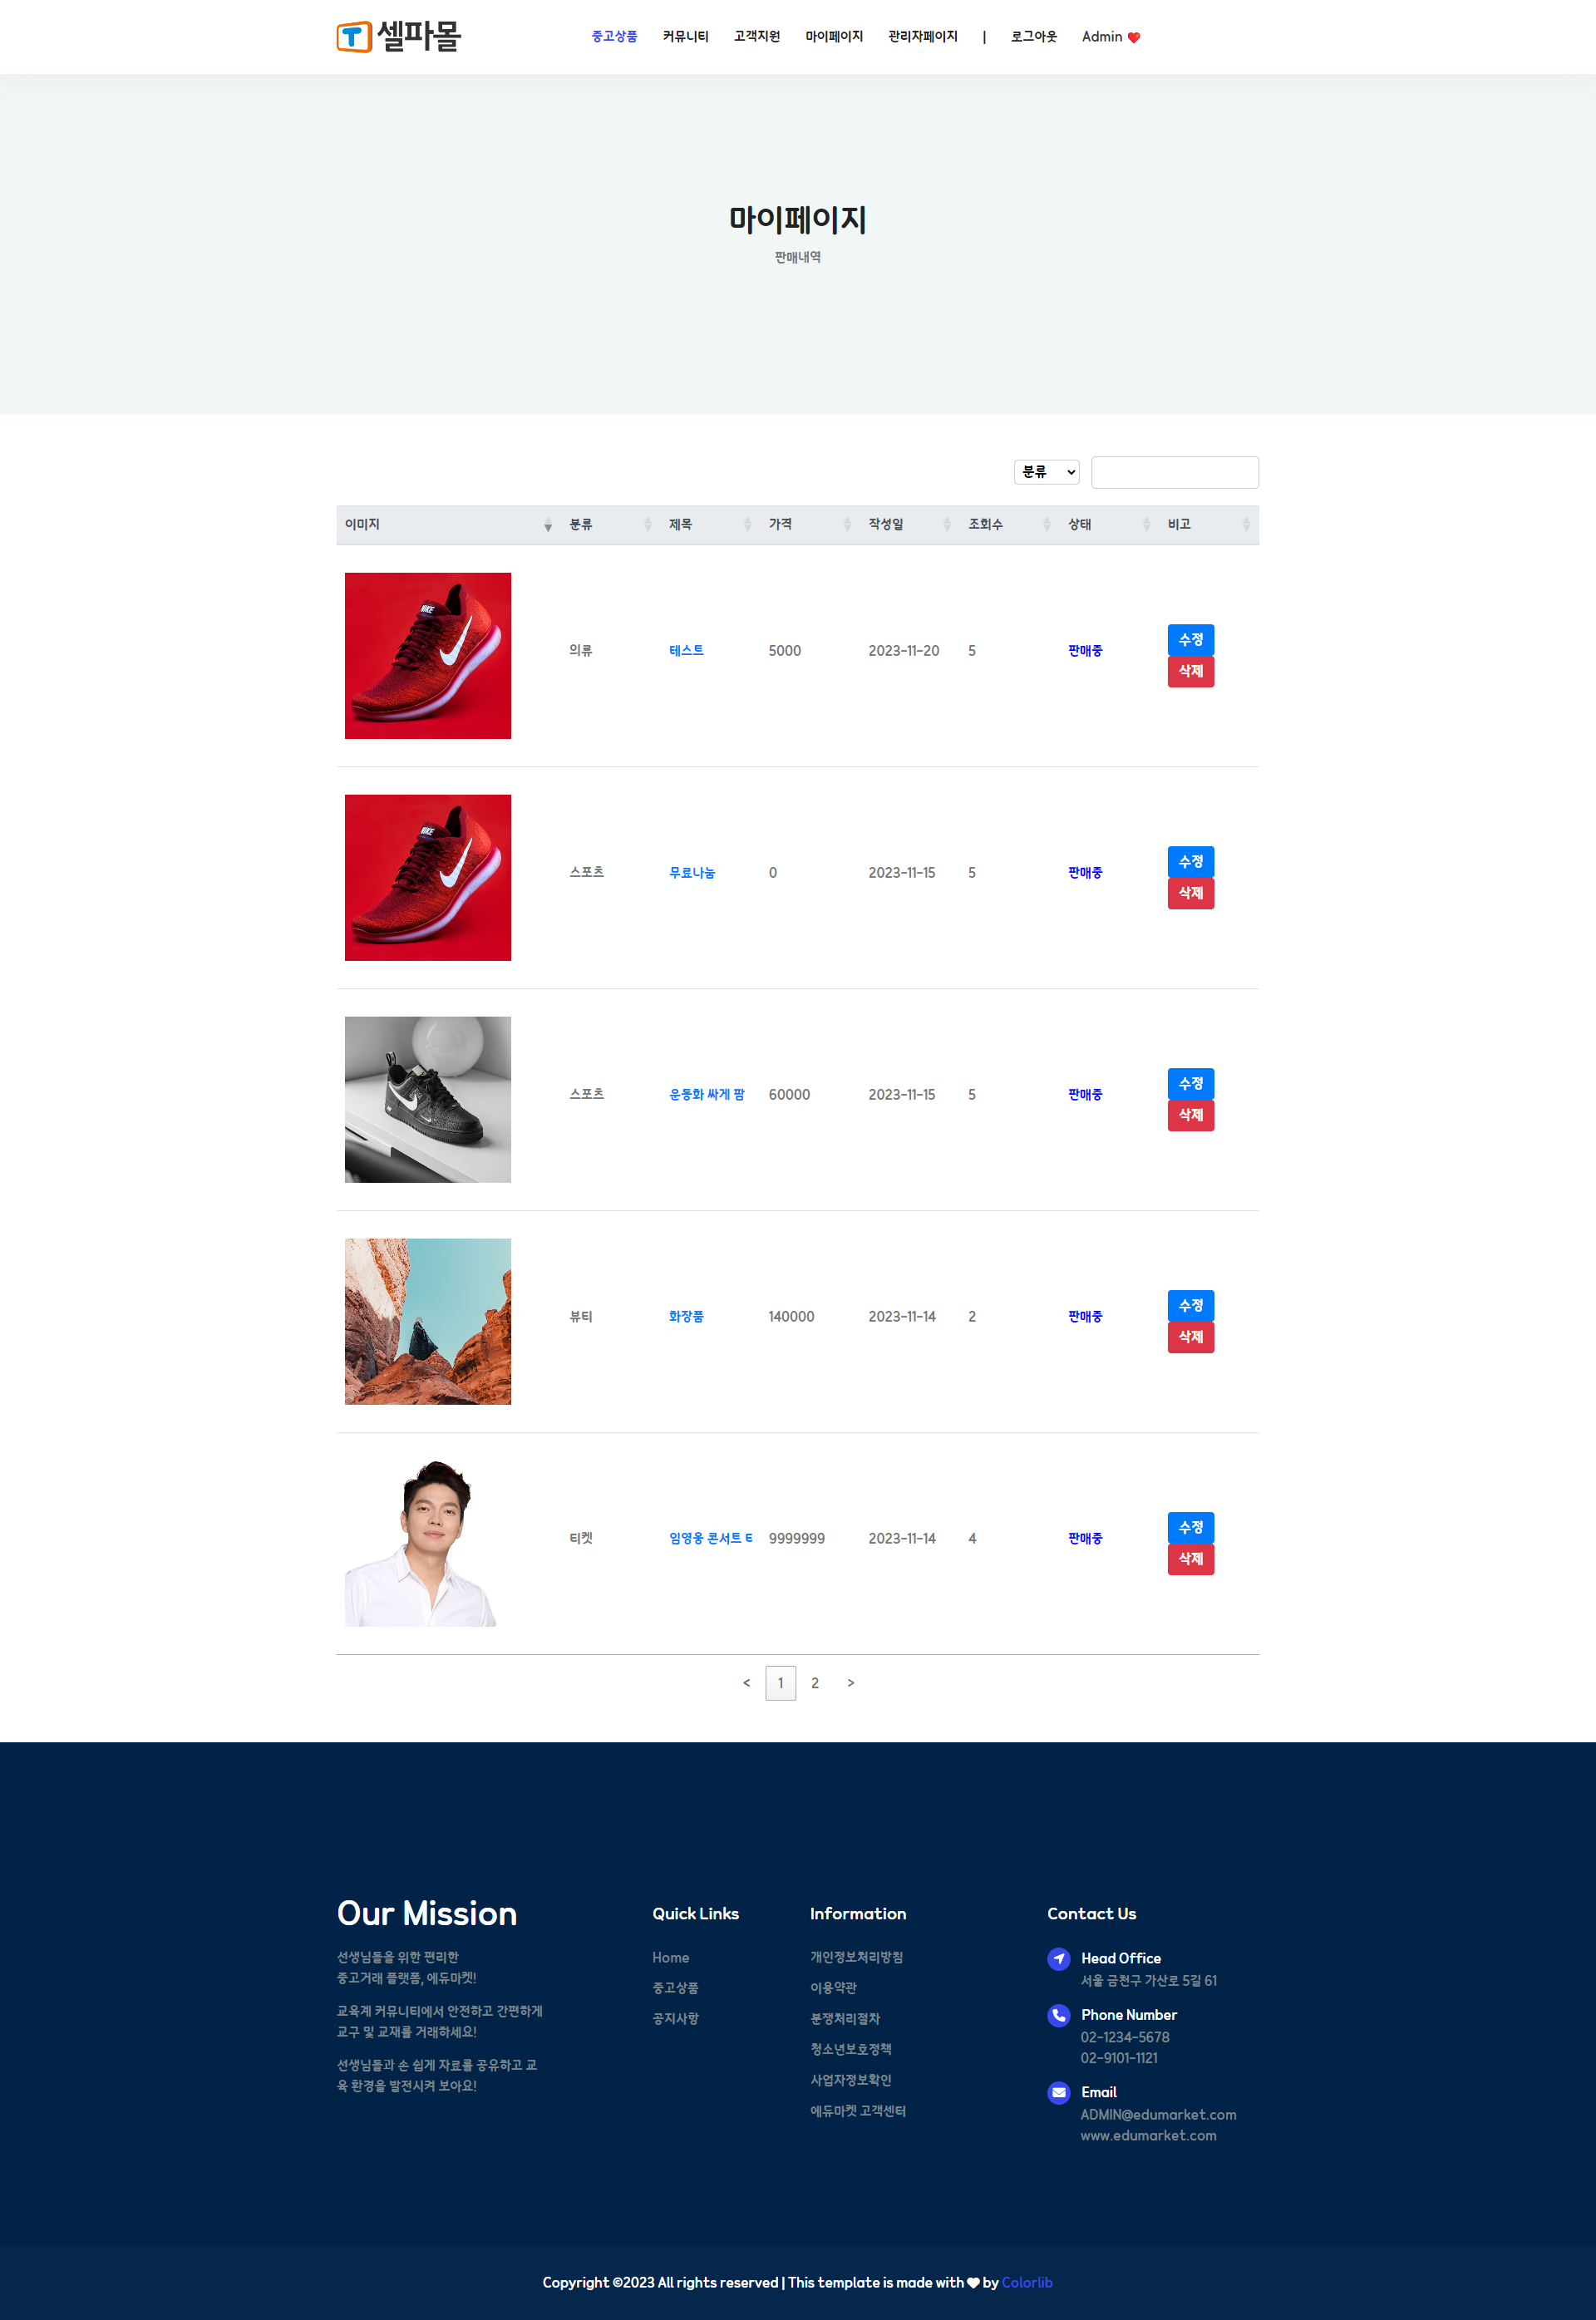 T 셀파몰
중고상품 커뮤니티 고객지원 마이페이지 관리자페이지 | 로그아웃 Admin
마이페이지
판매내역
분류
이미지 분류 제목 가격 작성일 조회수 상태 비고
NIKE
의류 테스트 5000 2023-11-20 5 판매중
수정
삭제
NIKE
스포츠 무료나눔 0 2023-11-15 5 판매중
수정
삭제
스포츠 운동화 싸게 팜 60000 2023-11-15 5 판매중
수정
삭제
뷰티 화장품 140000 2023-11-14 2 판매중
수정
삭제
티켓 임영웅 콘서트 티 9999999 2023-11-14 4 판매중
수정
삭제
< 1 2 >
Our Mission
선생님들을 위한 편리한
중고거래 플랫폼, 에듀마켓!
교육계 커뮤니티에서 안전하고 간편하게
교구 및 교재를 거래하세요!
선생님들과 손 쉽게 자료를 공유하고 교
육 환경을 발전시켜 보아요!
Quick Links
Home
중고상품
공지사항
Information
개인정보처리방침
이용약관
분쟁처리절차
청소년보호정책
사업자정보확인
에듀마켓 고객센터
Contact Us
Head Office
서울 금천구 가산로 5길 61
Phone Number
02-1234-5678
02-9101-1121
Email
ADMIN@edumarket.com
www.edumarket.com
Copyright ©2023 All rights reserved | This template is made with by Colorlib